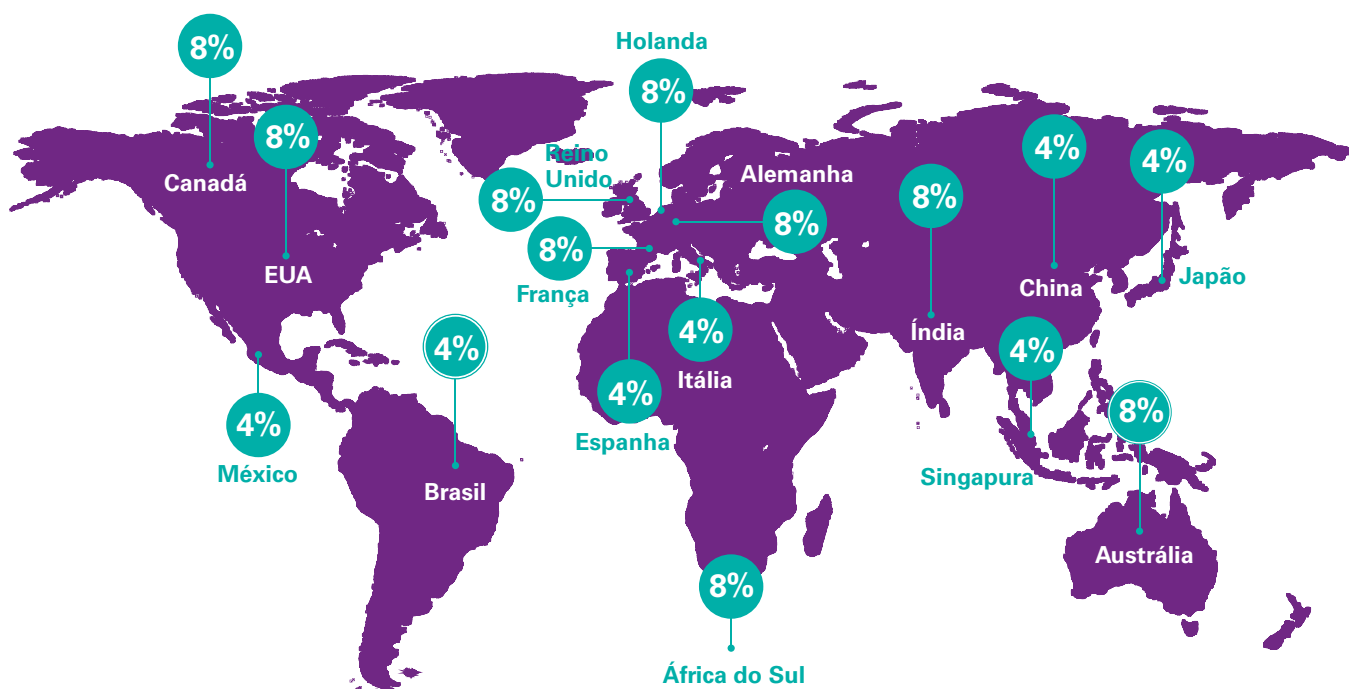 8%
Canadá
8%
EUA
4%
México
4%
Brasil
Holanda
8%
Reino
Unido
8%
8%
França
Alemanha
8%
4%
Itália
4%
Espanha
8%
África do Sul
8%
Índia
4%
China
4%
Japão
4%
Singapura
8%
Austrália